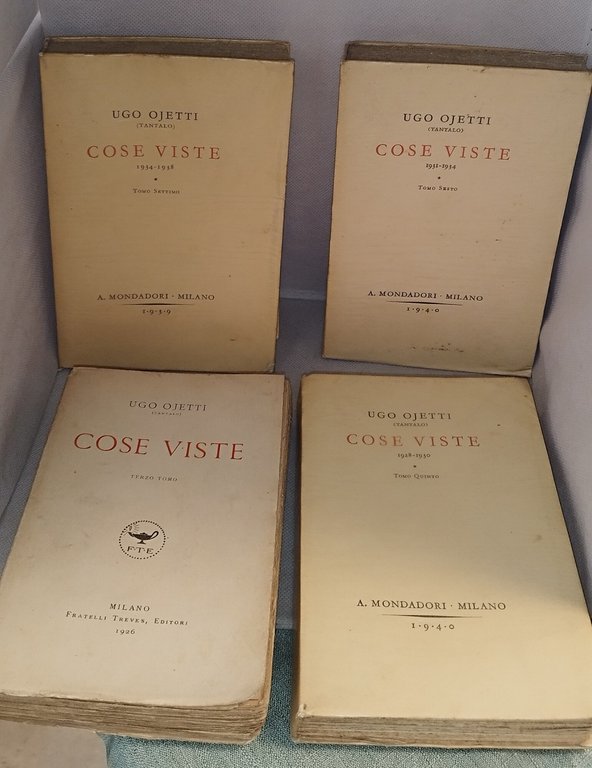 UGO OJETTI
(TANTALO)
COSE VISTE
1934-1938
*
TOMO SETTIMO
A. MONDADORI · MILANO
1·9·3·9
UGO OJETTI
(TANTALO)
COSE VISTE
1931-1934
*
TOMO SESTO
A. MONDADORI · MILANO
1·9·4·0
UGO OJETTI
(TANTALO)
COSE VISTE
TERZO TOMO
F·T·E·
MILANO
FRATELLI TREVES, EDITORI
1926
UGO OJETTI
(TANTALO)
COSE VISTE
1928-1930
*
TOMO QUINTO
A. MONDADORI · MILANO
1·9·4·0